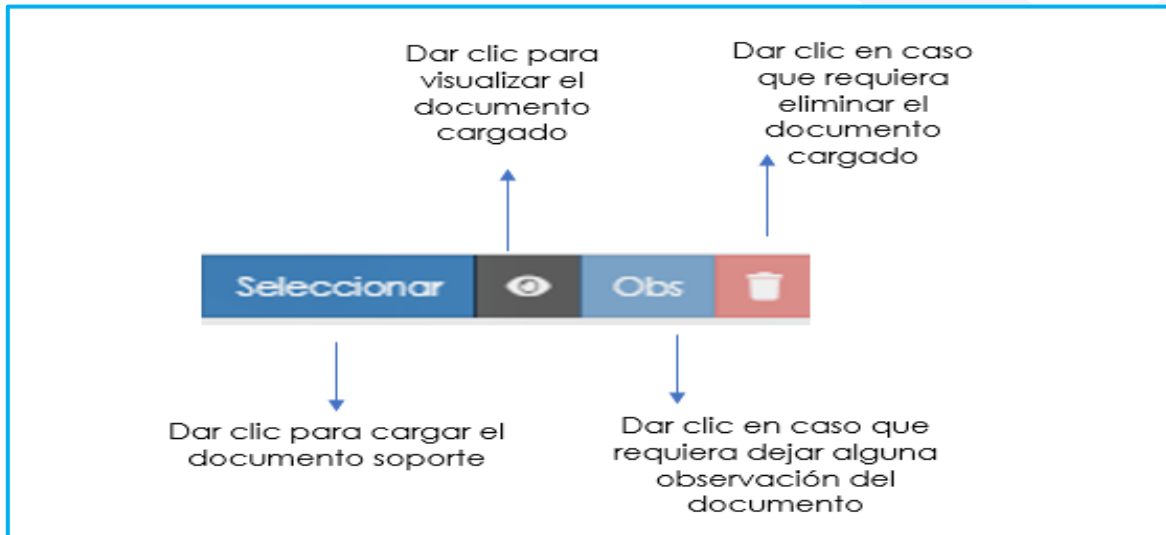 Dar clic para
visualizar el
documento
cargado
Dar clic en caso
que requiera
eliminar el
documento
cargado
Seleccionar
Obs
Dar clic para cargar el
documento soporte
Dar clic en caso que
requiera dejar alguna
observación del
documento